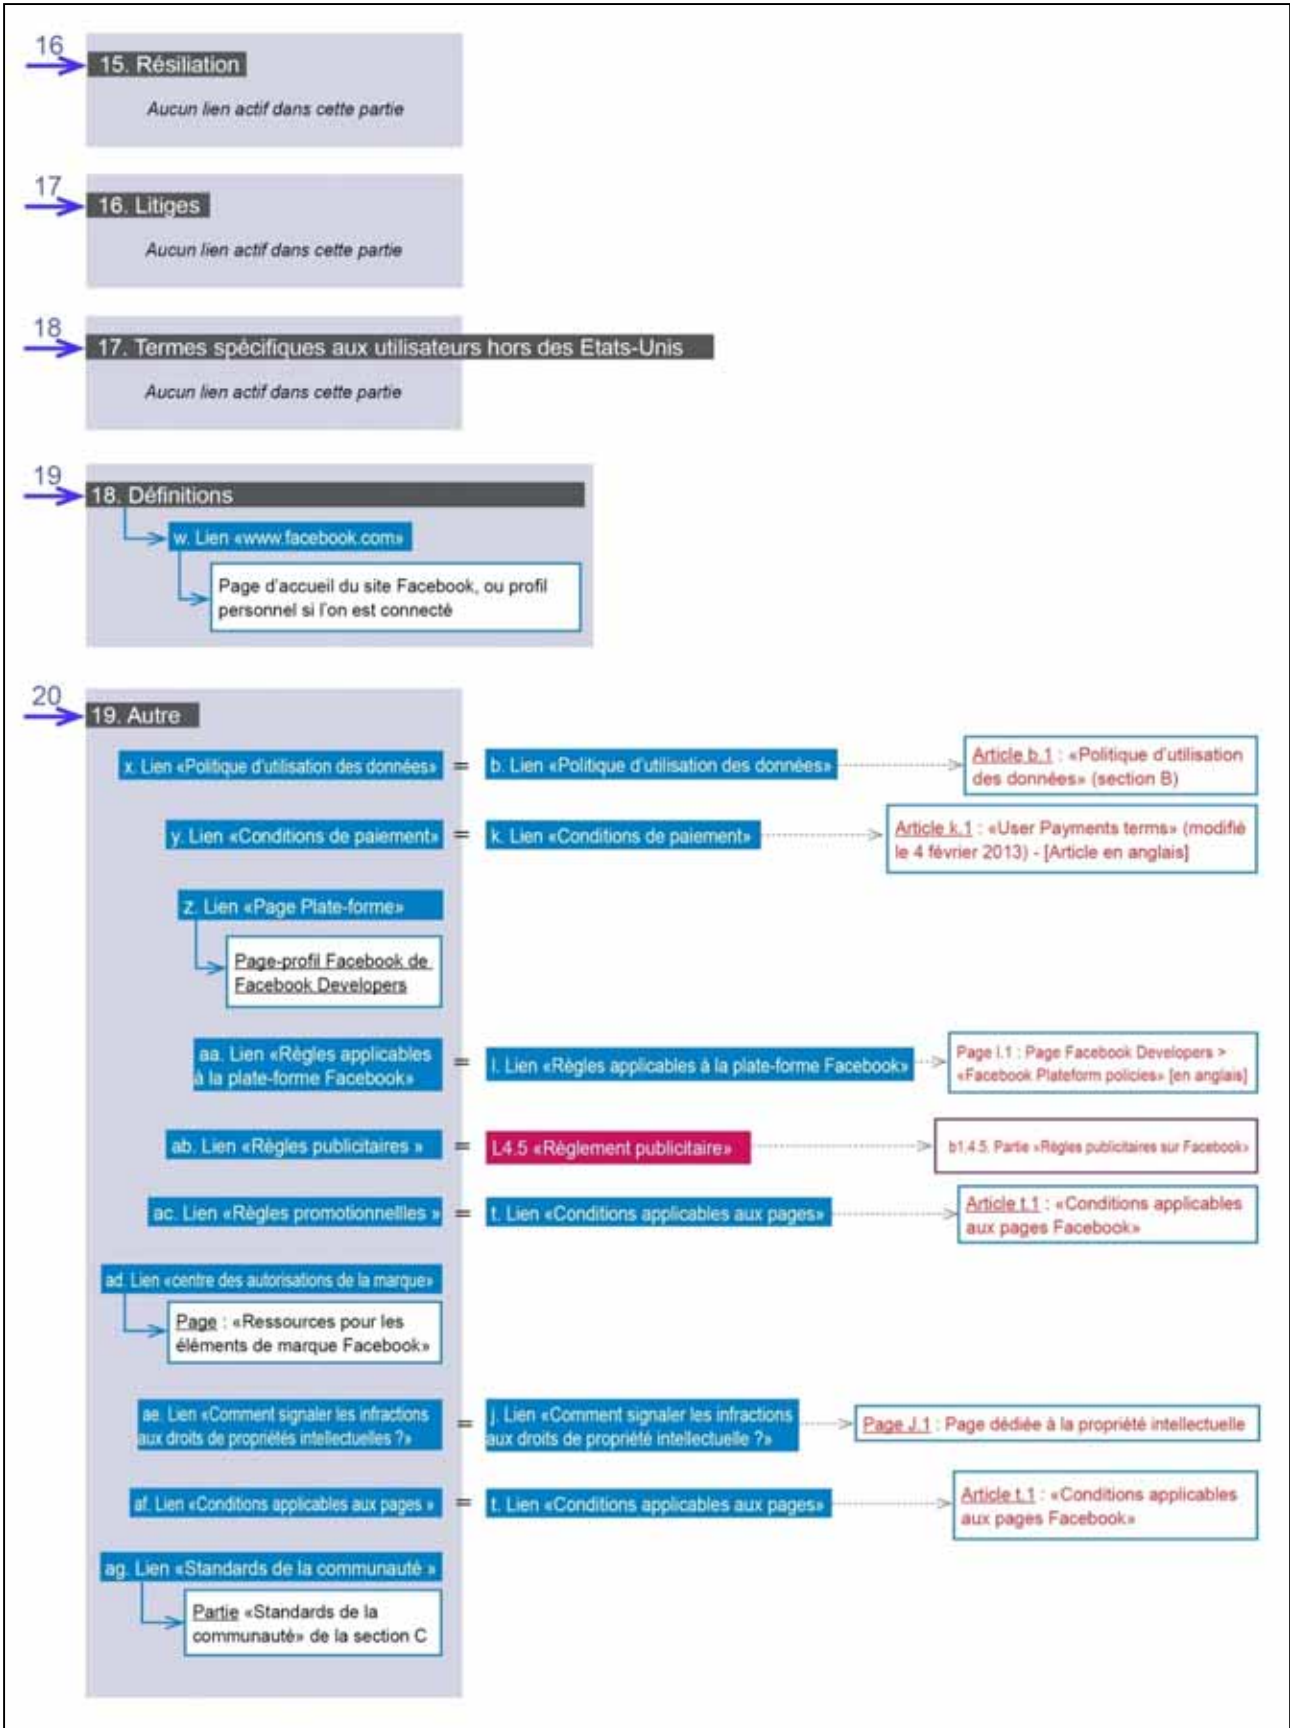 16
15. Résiliation
Aucun lien actif dans cette partie
17
16. Litiges
Aucun lien actif dans cette partie
18
17. Termes spécifiques aux utilisateurs hors des Etats-Unis
Aucun lien actif dans cette partie
19
18. Définitions
w. Lien «www.facebook.com»
Page d'accueil du site Facebook, ou profil
personnel si l'on est connecté
20
19. Autre
x. Lien «Politique d'utilisation des données» = b. Lien «Politique d'utilisation des données»
Article b.1 : «Politique d'utilisation
des données» (section B)
y. Lien «Conditions de paiement» = k. Lien «Conditions de paiement»
Article k.1 : «User Payments terms» (modifié
le 4 février 2013) - [Article en anglais]
z. Lien «Page Plate-forme»
Page-profil Facebook de
Facebook Developers
aa. Lien «Règles applicables
à la plate-forme Facebook»
= l. Lien «Règles applicables à la plate-forme Facebook»
Page l.1 : Page Facebook Developers >
«Facebook Plateform policies» [en anglais]
ab. Lien «Règles publicitaires » = L4.5 «Règlement publicitaire»
b1.4.5. Partie «Règles publicitaires sur Facebook»
ac. Lien «Règles promotionnellles » = t. Lien «Conditions applicables aux pages»
Article t.1 : «Conditions applicables
aux pages Facebook»
ad. Lien «centre des autorisations de la marque»
Page : «Ressources pour les
éléments de marque Facebook»
ae. Lien «Comment signaler les infractions
aux droits de propriétés intellectuelles ?»
=
j. Lien «Comment signaler les infractions
aux droits de propriété intellectuelle ?»
Page J.1 : Page dédiée à la propriété intellectuelle
af. Lien «Conditions applicables aux pages » = t. Lien «Conditions applicables aux pages»
Article t.1 : «Conditions applicables
aux pages Facebook»
ag. Lien «Standards de la communauté »
Partie «Standards de la
communauté» de la section C